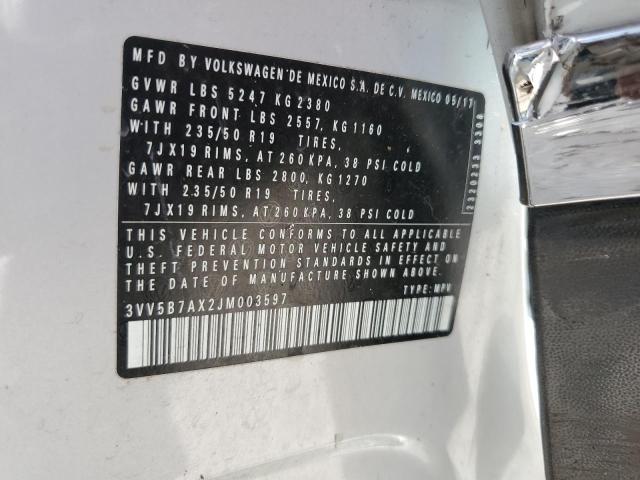 MFD BY VOLKSWAGEN DE MEXICO S.A. DE C.V. MEXICO 05/17
GVWR LBS 5247 KG 2380
GAWR FRONT LBS 2557, KG 1160
WITH 235/50 R19 TIRES,
7JX19 RIMS, AT 260 KPA, 38 PSI COLD
GAWR REAR LBS 2800, KG 1270
WITH 235/50 R19 TIRES,
7JX19 RIMS, AT 260 KPA, 38 PSI COLD
THIS VEHICLE CONFORMS TO ALL APPLICABLE
U.S. FEDERAL MOTOR VEHICLE SAFETY AND
THEFT PREVENTION STANDARDS IN EFFECT ON
THE DATE OF MANUFACTURE SHOWN ABOVE.
3VV5B7AX2JM003597 TYPE: MPV
2320233 3308